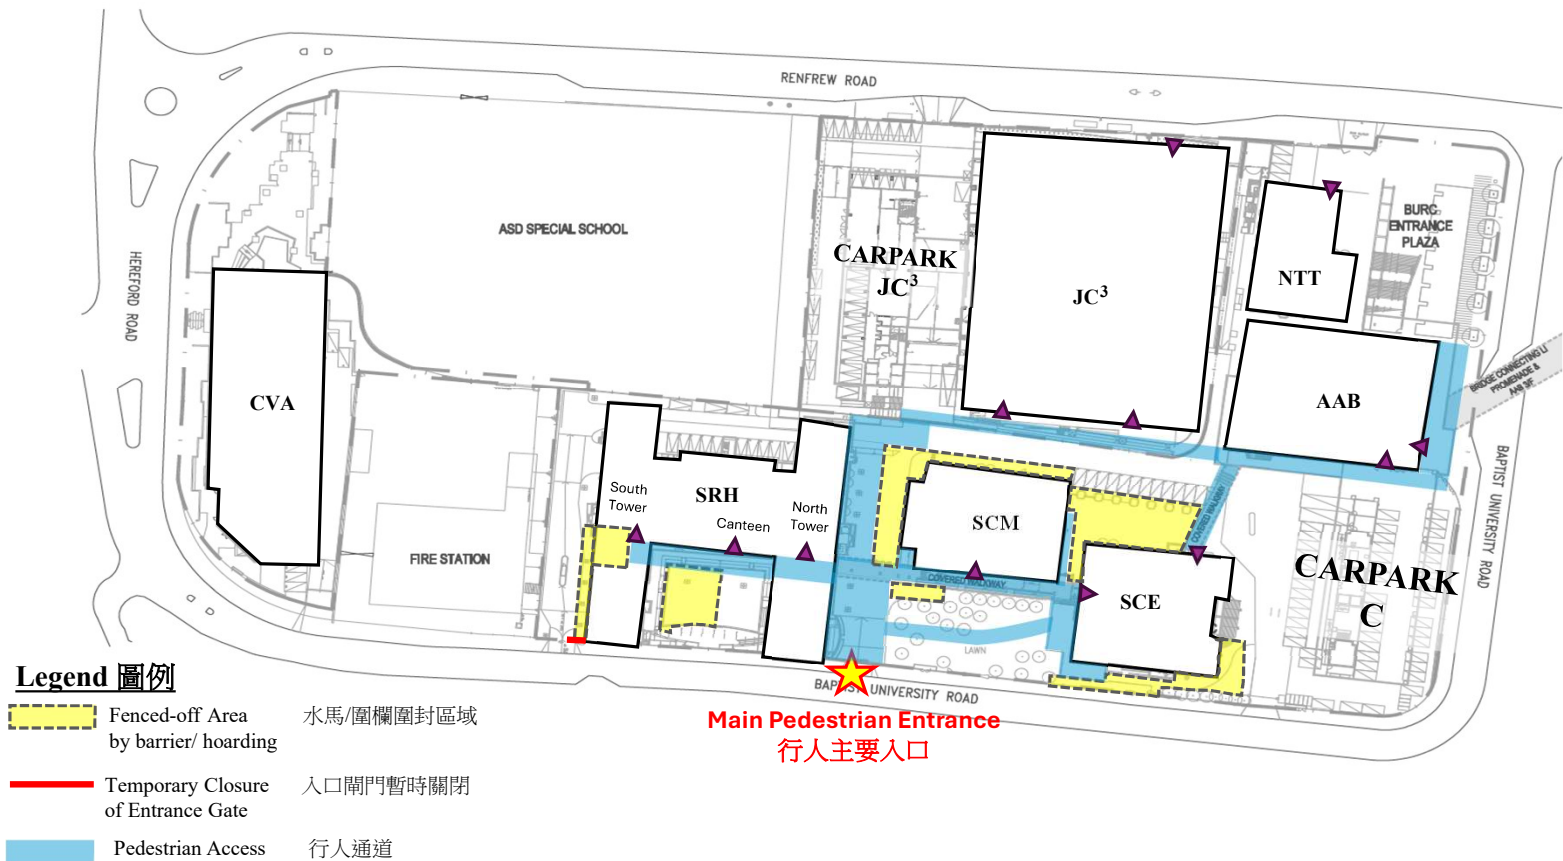 RENFREW ROAD
HEREFORD ROAD
ASD SPECIAL SCHOOL
CARPARK
JC³
JC³
NTT
BURC
ENTRANCE
PLAZA
BRIDGE CONNECTING LI
PROMENADE &
AAB 3/F
AAB
CVA
SRH
South
Tower
Canteen
North
Tower
SCM
COVERED WALKWAY
COVERED WALKWAY
SCE
CARPARK
C
BAPTIST UNIVERSITY ROAD
FIRE STATION
LAWN
BAPTIST UNIVERSITY ROAD
Main Pedestrian Entrance
行人主要入口
Legend 圖例
Fenced-off Area
by barrier/ hoarding
水馬/圍欄圍封區域
Temporary Closure
of Entrance Gate
入口閘門暫時關閉
Pedestrian Access
行人通道